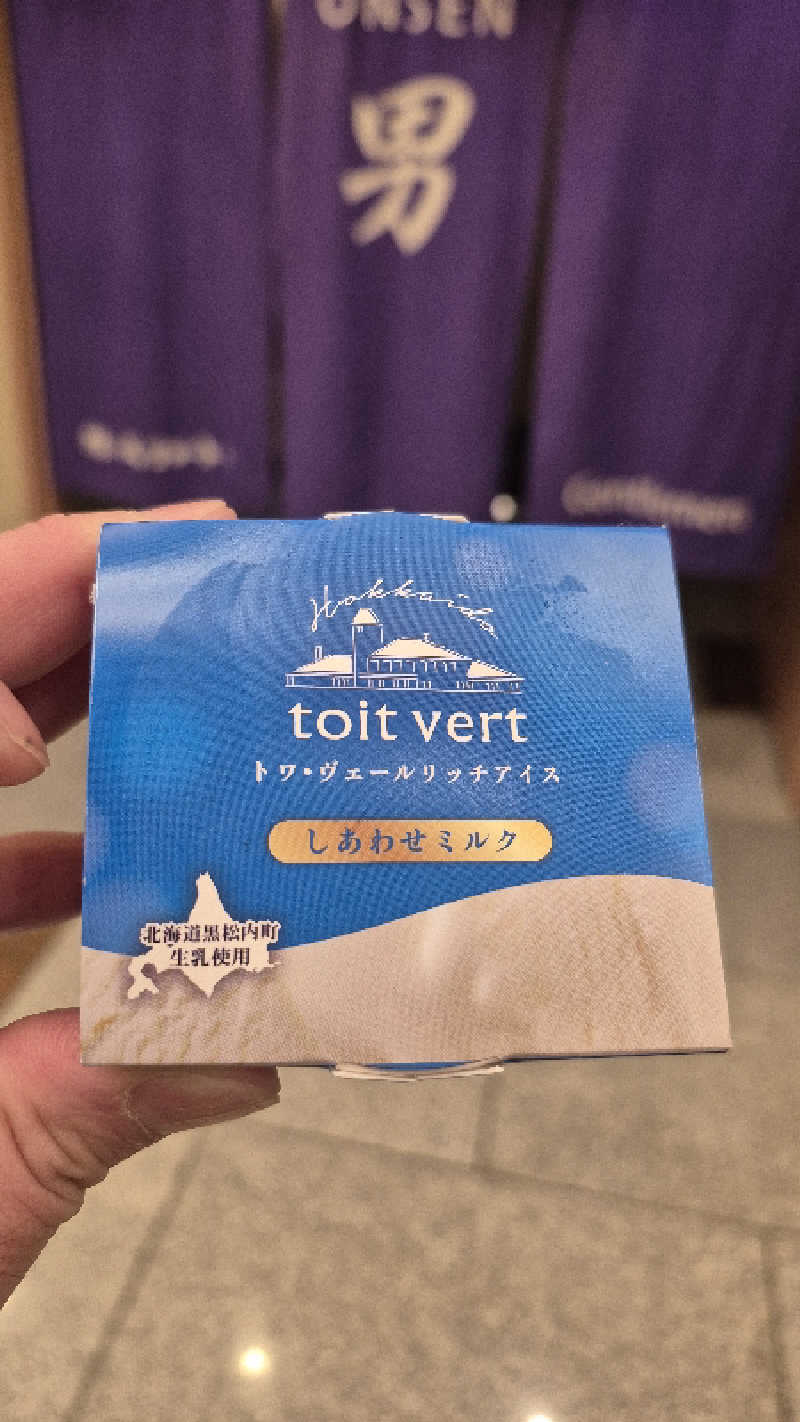 ONSEN
男
Hokkaido
toit vert
トワ・ヴェールリッチアイス
しあわせミルク
北海道黒松内町
生乳使用